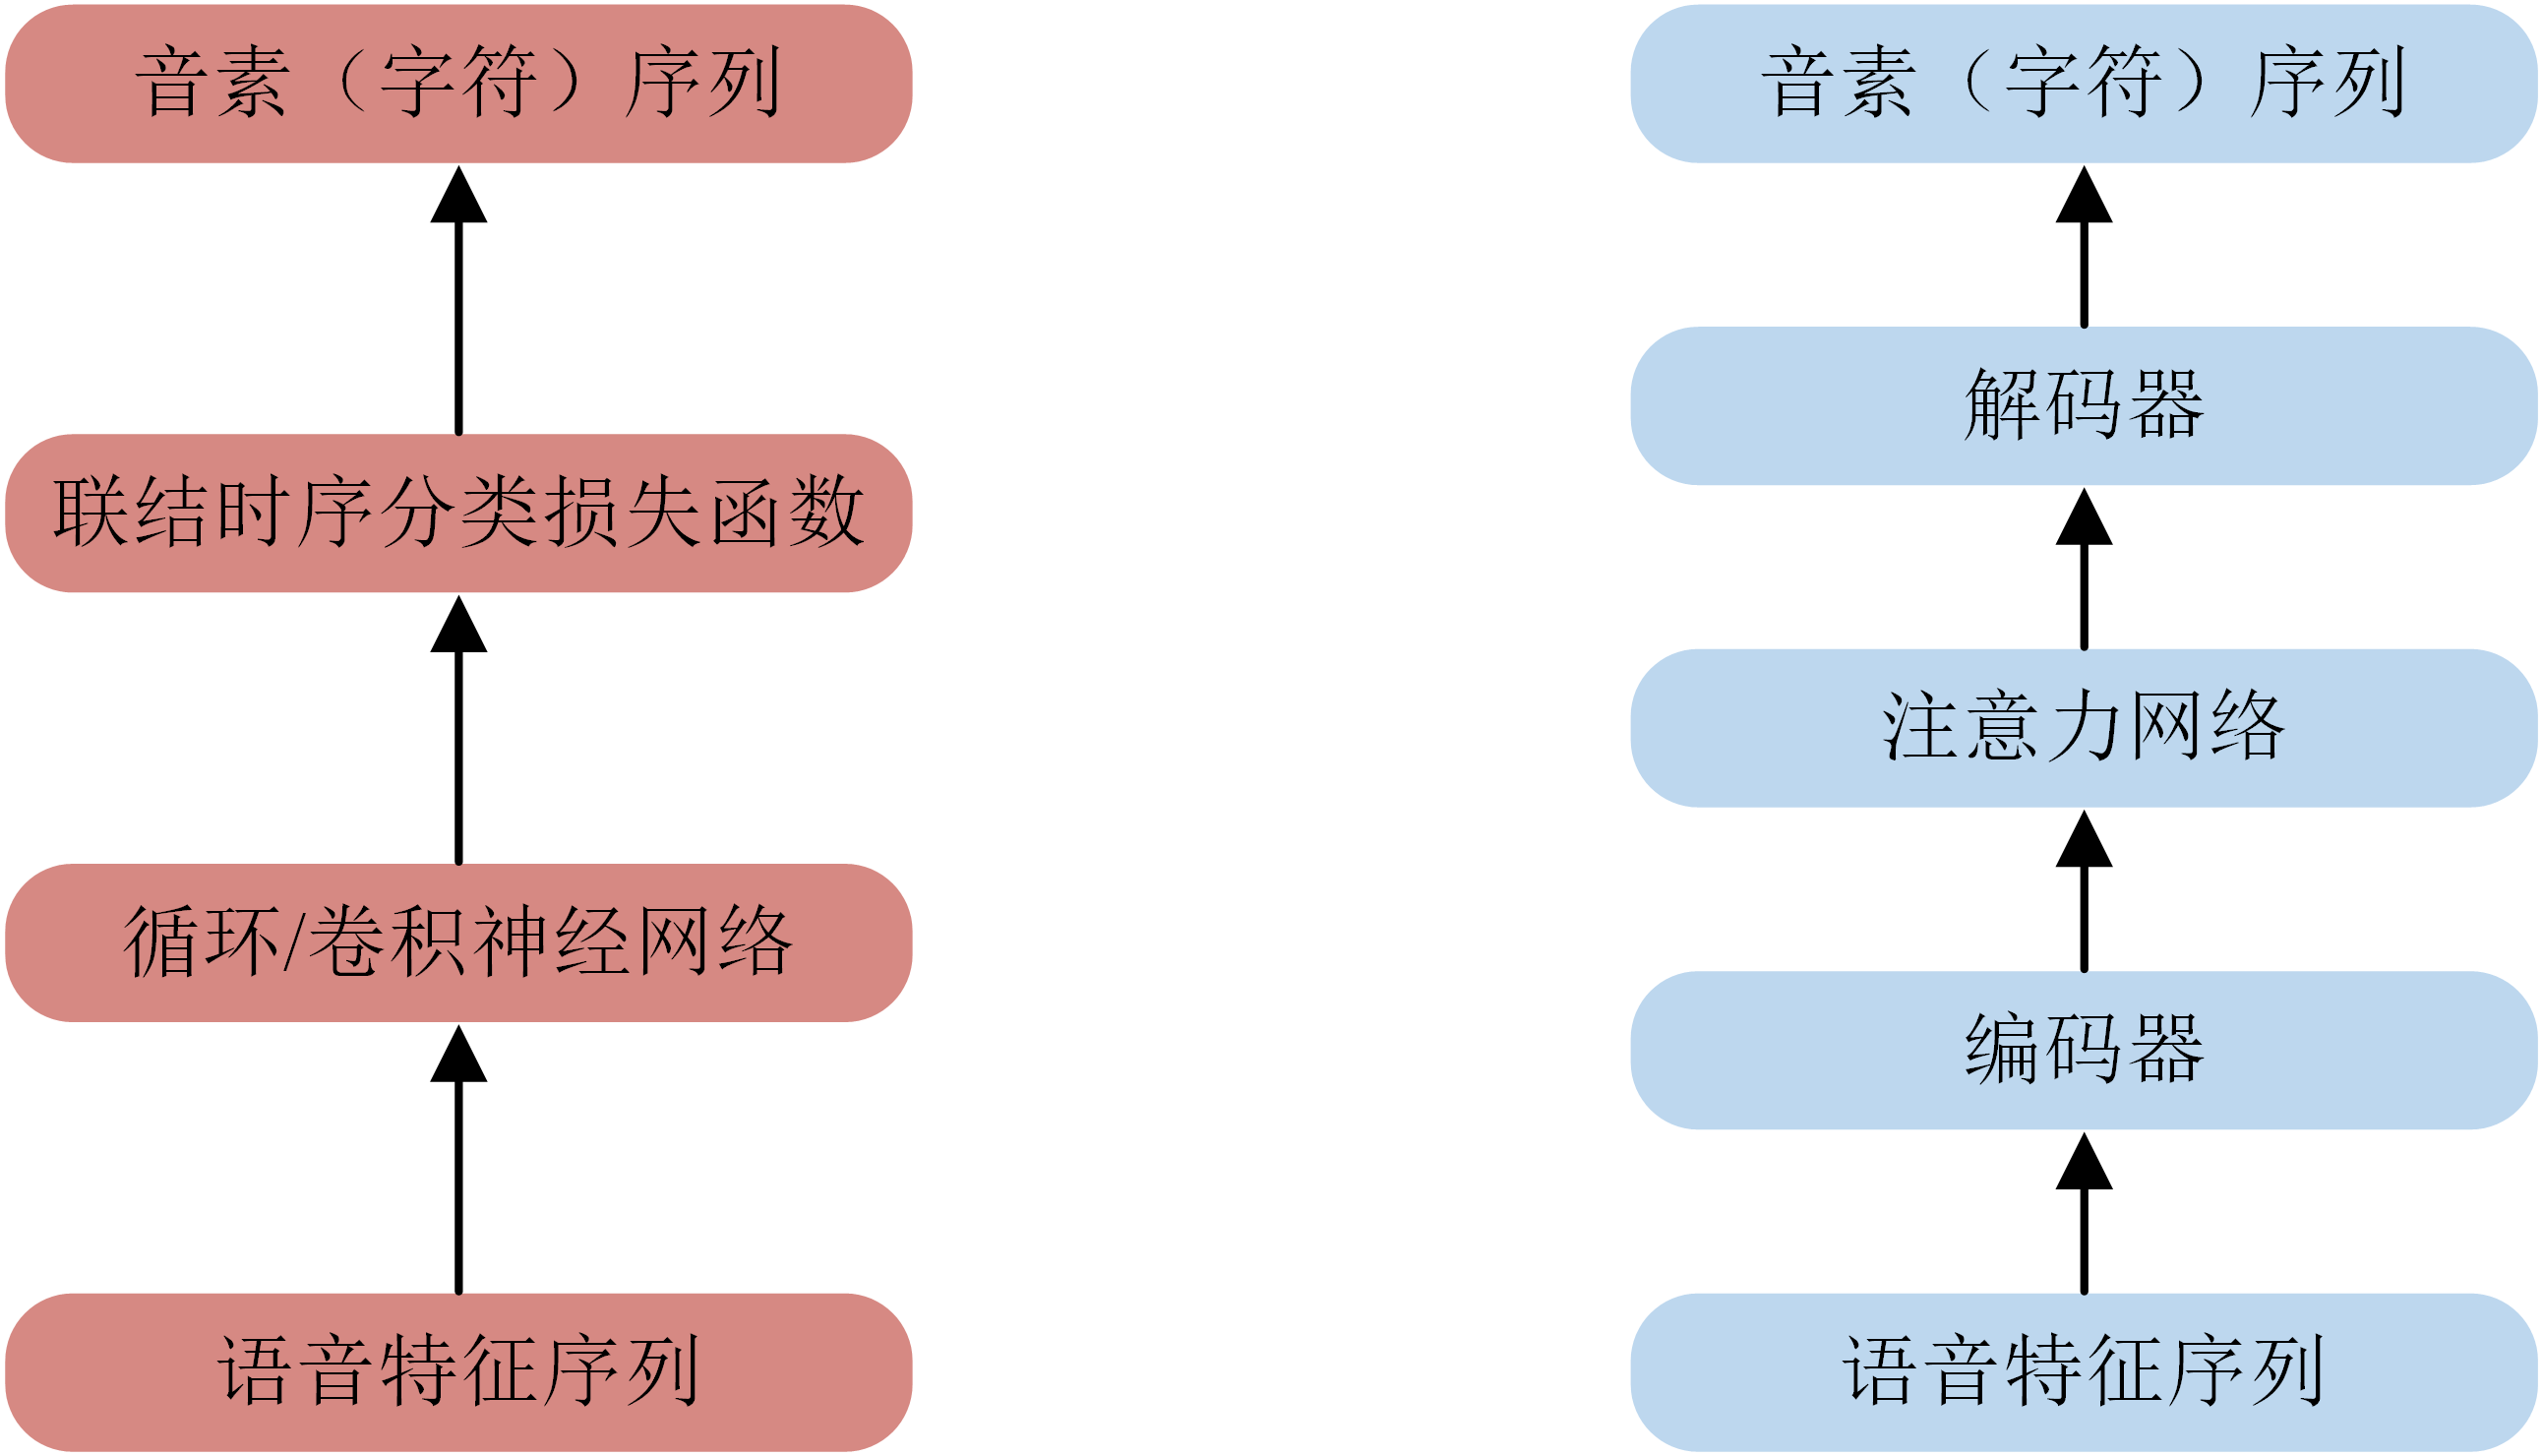 音素（字符）序列
联结时序分类损失函数
循环/卷积神经网络
语音特征序列
音素（字符）序列
解码器
注意力网络
编码器
语音特征序列